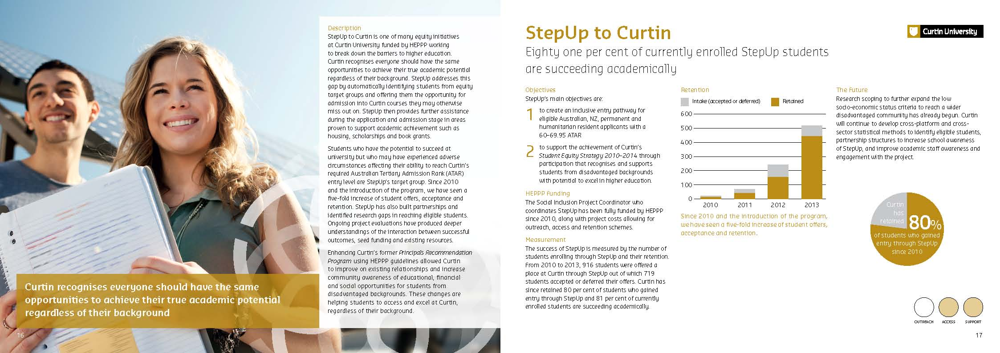 Description
StepUp to Curtin is one of many equity initiatives
at Curtin University funded by HEPPP working
to break down the barriers to higher education.
Curtin recognises everyone should have the same
opportunities to achieve their true academic potential
regardless of their background. StepUp addresses this
gap by automatically identifying students from equity
target groups and offering them the opportunity for
admission into Curtin courses they may otherwise
miss out on. StepUp then provides further assistance
during the application and admission stage in areas
proven to support academic achievement such as
housing, scholarships and book grants.
Students who have the potential to succeed at
university but who may have experienced adverse
circumstances affecting their ability to reach Curtin's
required Australian Tertiary Admission Rank (ATAR)
entry level are StepUp's target group. Since 2010
and the introduction of the program, we have seen a
five-fold increase of student offers, acceptance and
retention. StepUp has also built partnerships and
identified research gaps in reaching eligible students.
Ongoing project evaluations have produced deeper
understandings of the interaction between successful
outcomes, seed funding and existing resources.
Enhancing Curtin's former Principals Recommendation
Program using HEPPP guidelines allowed Curtin
to improve on existing relationships and increase
community awareness of educational, financial
and social opportunities for students from
disadvantaged backgrounds. These changes are
helping students to access and excel at Curtin,
regardless of their background.
Curtin recognises everyone should have the same
opportunities to achieve their true academic potential
regardless of their background
16
StepUp to Curtin
Eighty one per cent of currently enrolled StepUp students
are succeeding academically
Curtin University
Objectives
StepUp's main objectives are:
1 to create an inclusive entry pathway for
eligible Australian, NZ, permanent and
humanitarian resident applicants with a
60–69.95 ATAR
2 to support the achievement of Curtin's
Student Equity Strategy 2010–2014 through
participation that recognises and supports
students from disadvantaged backgrounds
with potential to excel in higher education.
HEPPP Funding
The Social Inclusion Project Coordinator who
coordinates StepUp has been fully funded by HEPPP
since 2010, along with project costs allowing for
outreach, access and retention schemes.
Measurement
The success of StepUp is measured by the number of
students enrolling through StepUp and their retention.
From 2010 to 2013, 916 students were offered a
place at Curtin through StepUp out of which 719
students accepted or deferred their offers. Curtin has
since retained 80 per cent of students who gained
entry through StepUp and 81 per cent of currently
enrolled students are succeeding academically.
Retention
Intake (accepted or deferred) Retained
600
500
400
300
200
100
0
2010 2011 2012 2013
Since 2010 and the introduction of the program,
we have seen a five-fold increase of student offers,
acceptance and retention.
The Future
Research scoping to further expand the low
socio-economic status criteria to reach a wider
disadvantaged community has already begun. Curtin
will continue to develop cross-platform and cross-
sector statistical methods to identify eligible students,
partnership structures to increase school awareness
of StepUp, and improve academic staff awareness and
engagement with the project.
Curtin
has
retained 80%
of students who gained
entry through StepUp
since 2010
OUTREACH ACCESS SUPPORT
17